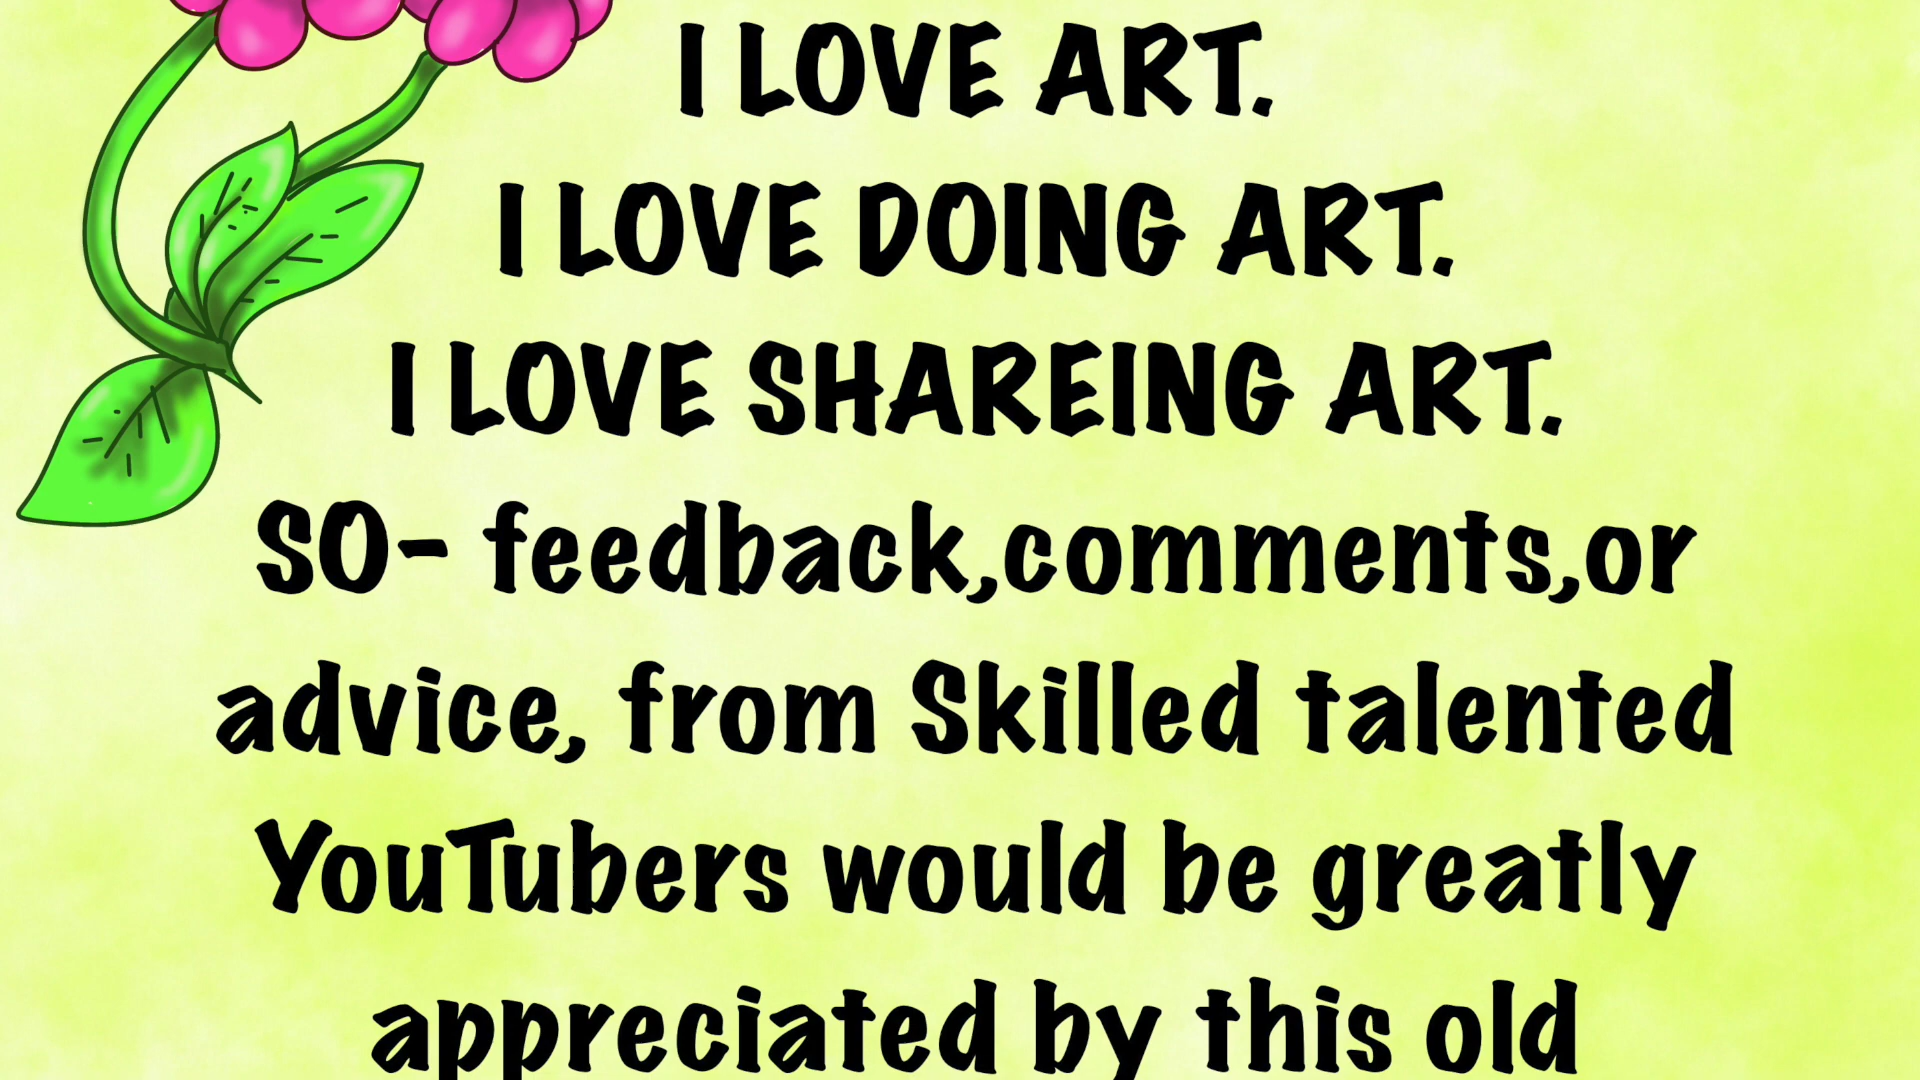 I LOVE ART.
I LOVE DOING ART.
I LOVE SHAREING ART.
SO- feedback,comments,or
advice, from Skilled talented
YouTubers would be greatly
appreciated by this old